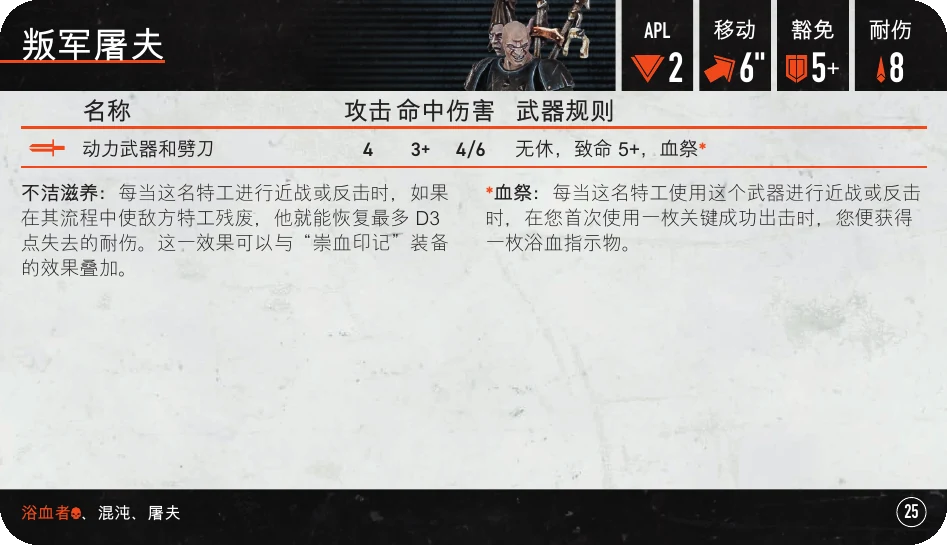 叛军屠夫
APL 移动 豁免 耐伤
2 6" 5+ 8
名称 攻击 命中 伤害 武器规则
动力武器和劈刀 4 3+ 4/6 无休，致命 5+，血祭*
不洁滋养：每当这名特工进行近战或反击时，如果
在其流程中使敌方特工残废，他就能恢复最多 D3
点失去的耐伤。这一效果可以与“崇血印记”装备
的效果叠加。
*血祭：每当这名特工使用这个武器进行近战或反击
时，在您首次使用一枚关键成功出击时，您便获得
一枚浴血指示物。
浴血者、混沌、屠夫
25